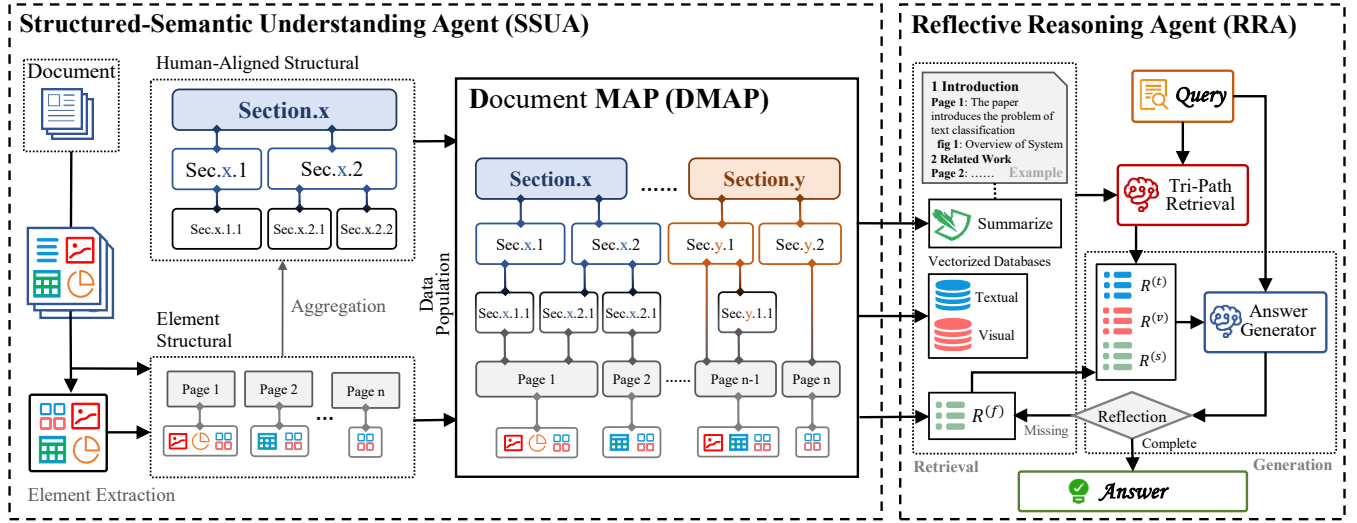 Structured-Semantic Understanding Agent (SSUA)
Document
Human-Aligned Structural
Section.x
Sec.x.1
Sec.x.2
Sec.x.1.1
Sec.x.2.1
Sec.x.2.2
Aggregation
Element
Structural
Page 1
Page 2
...
Page n
Element Extraction
Data
Population
Document MAP (DMAP)
Section.x
......
Section.y
Sec.x.1
Sec.x.2
Sec.y.1
Sec.y.2
Sec.x.1.1
Sec.x.2.1
Sec.x.2.1
Sec.y.1.1
Page 1
Page 2
......
Page n-1
Page n
Reflective Reasoning Agent (RRA)
1 Introduction
Page 1: The paper
introduces the problem of
text classification
fig 1: Overview of System
2 Related Work
Page 2: ......
Example
Summarize
Vectorized Databases
Textual
Visual
R^(f)
Retrieval
Query
Tri-Path
Retrieval
R^(t)
R^(v)
R^(s)
Answer
Generator
Reflection
Missing
Complete
Generation
Answer